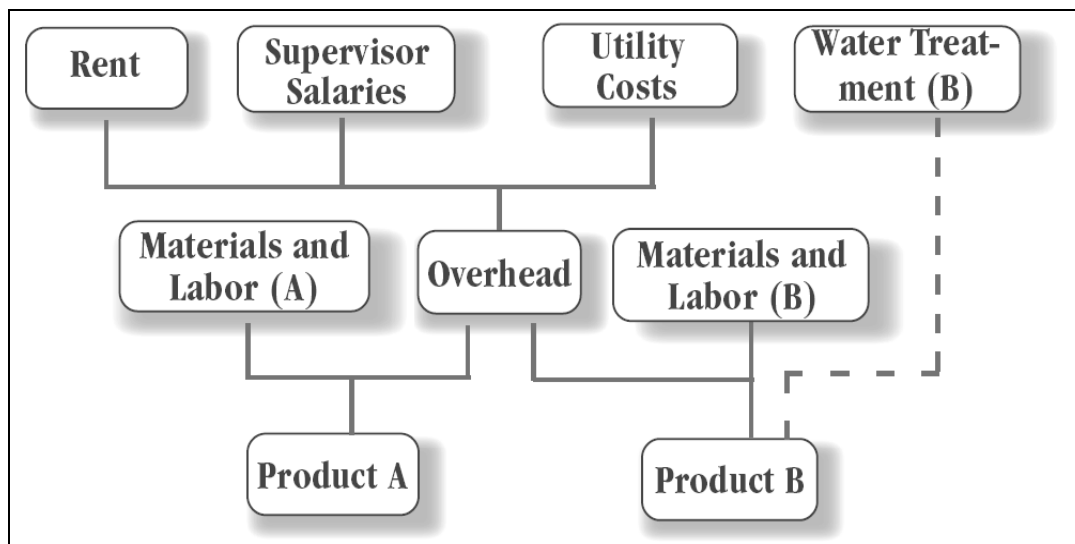 Rent
Supervisor
Salaries
Utility
Costs
Water Treat-
ment (B)
Materials and
Labor (A)
Overhead
Materials and
Labor (B)
Product A
Product B